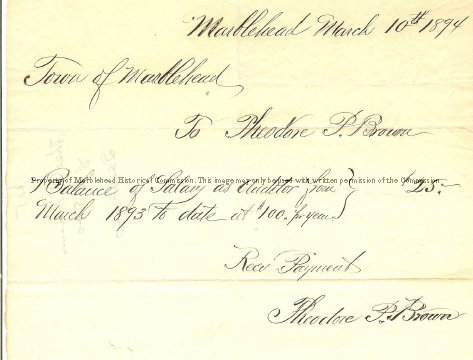 Marblehead March 10th 1894
Town of Marblehead
To Theodore P. Brown
Property of Marblehead Historical Commission. This image may only be used with written permission of the Commission
Balance of Salary as Auditor from } $25.-
March 1893 to date at $100. per year.
Recd Payment
Theodore P. Brown